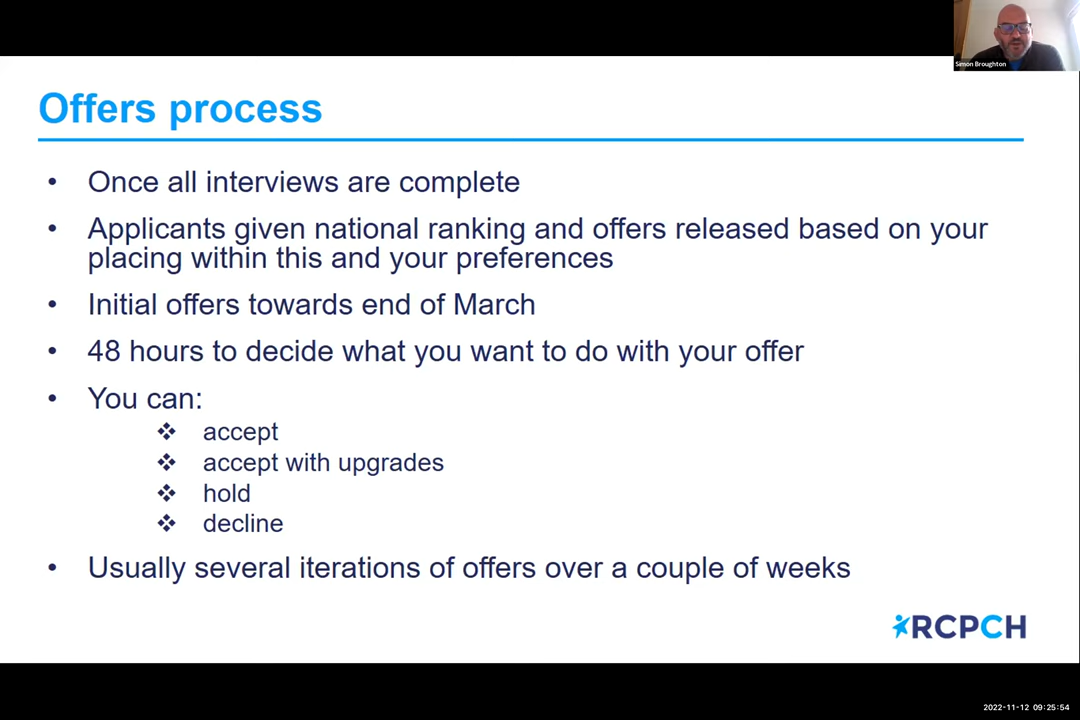 Simon Broughton
Offers process
• Once all interviews are complete
• Applicants given national ranking and offers released based on your
placing within this and your preferences
• Initial offers towards end of March
• 48 hours to decide what you want to do with your offer
• You can:
❖ accept
❖ accept with upgrades
❖ hold
❖ decline
• Usually several iterations of offers over a couple of weeks
RCPCH
2022-11-12 09:25:54